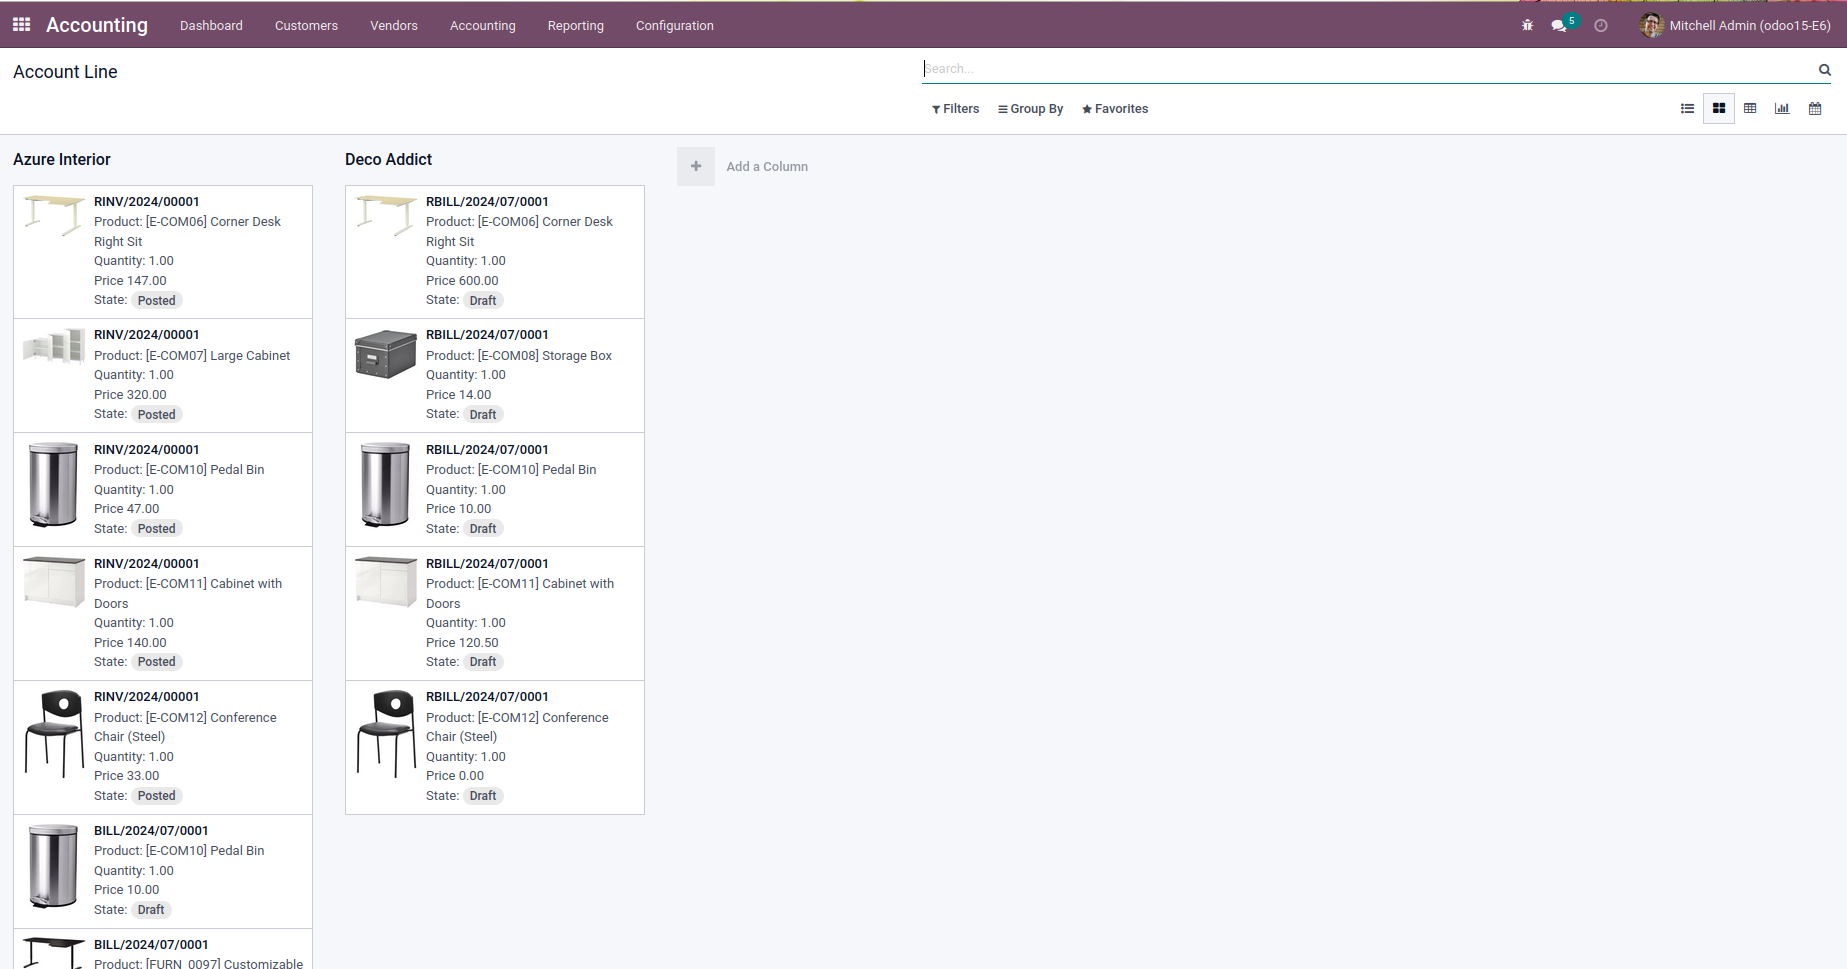 Accounting Dashboard Customers Vendors Accounting Reporting Configuration 5 Mitchell Admin (odoo15-E6)
Account Line
Search...
Filters Group By Favorites
Azure Interior
RINV/2024/00001
Product: [E-COM06] Corner Desk
Right Sit
Quantity: 1.00
Price 147.00
State: Posted
RINV/2024/00001
Product: [E-COM07] Large Cabinet
Quantity: 1.00
Price 320.00
State: Posted
RINV/2024/00001
Product: [E-COM10] Pedal Bin
Quantity: 1.00
Price 47.00
State: Posted
RINV/2024/00001
Product: [E-COM11] Cabinet with
Doors
Quantity: 1.00
Price 140.00
State: Posted
RINV/2024/00001
Product: [E-COM12] Conference
Chair (Steel)
Quantity: 1.00
Price 33.00
State: Posted
BILL/2024/07/0001
Product: [E-COM10] Pedal Bin
Quantity: 1.00
Price 10.00
State: Draft
BILL/2024/07/0001
Product: [FURN_0097] Customizable
Deco Addict
RBILL/2024/07/0001
Product: [E-COM06] Corner Desk
Right Sit
Quantity: 1.00
Price 600.00
State: Draft
RBILL/2024/07/0001
Product: [E-COM08] Storage Box
Quantity: 1.00
Price 14.00
State: Draft
RBILL/2024/07/0001
Product: [E-COM10] Pedal Bin
Quantity: 1.00
Price 10.00
State: Draft
RBILL/2024/07/0001
Product: [E-COM11] Cabinet with
Doors
Quantity: 1.00
Price 120.50
State: Draft
RBILL/2024/07/0001
Product: [E-COM12] Conference
Chair (Steel)
Quantity: 1.00
Price 0.00
State: Draft
Add a Column